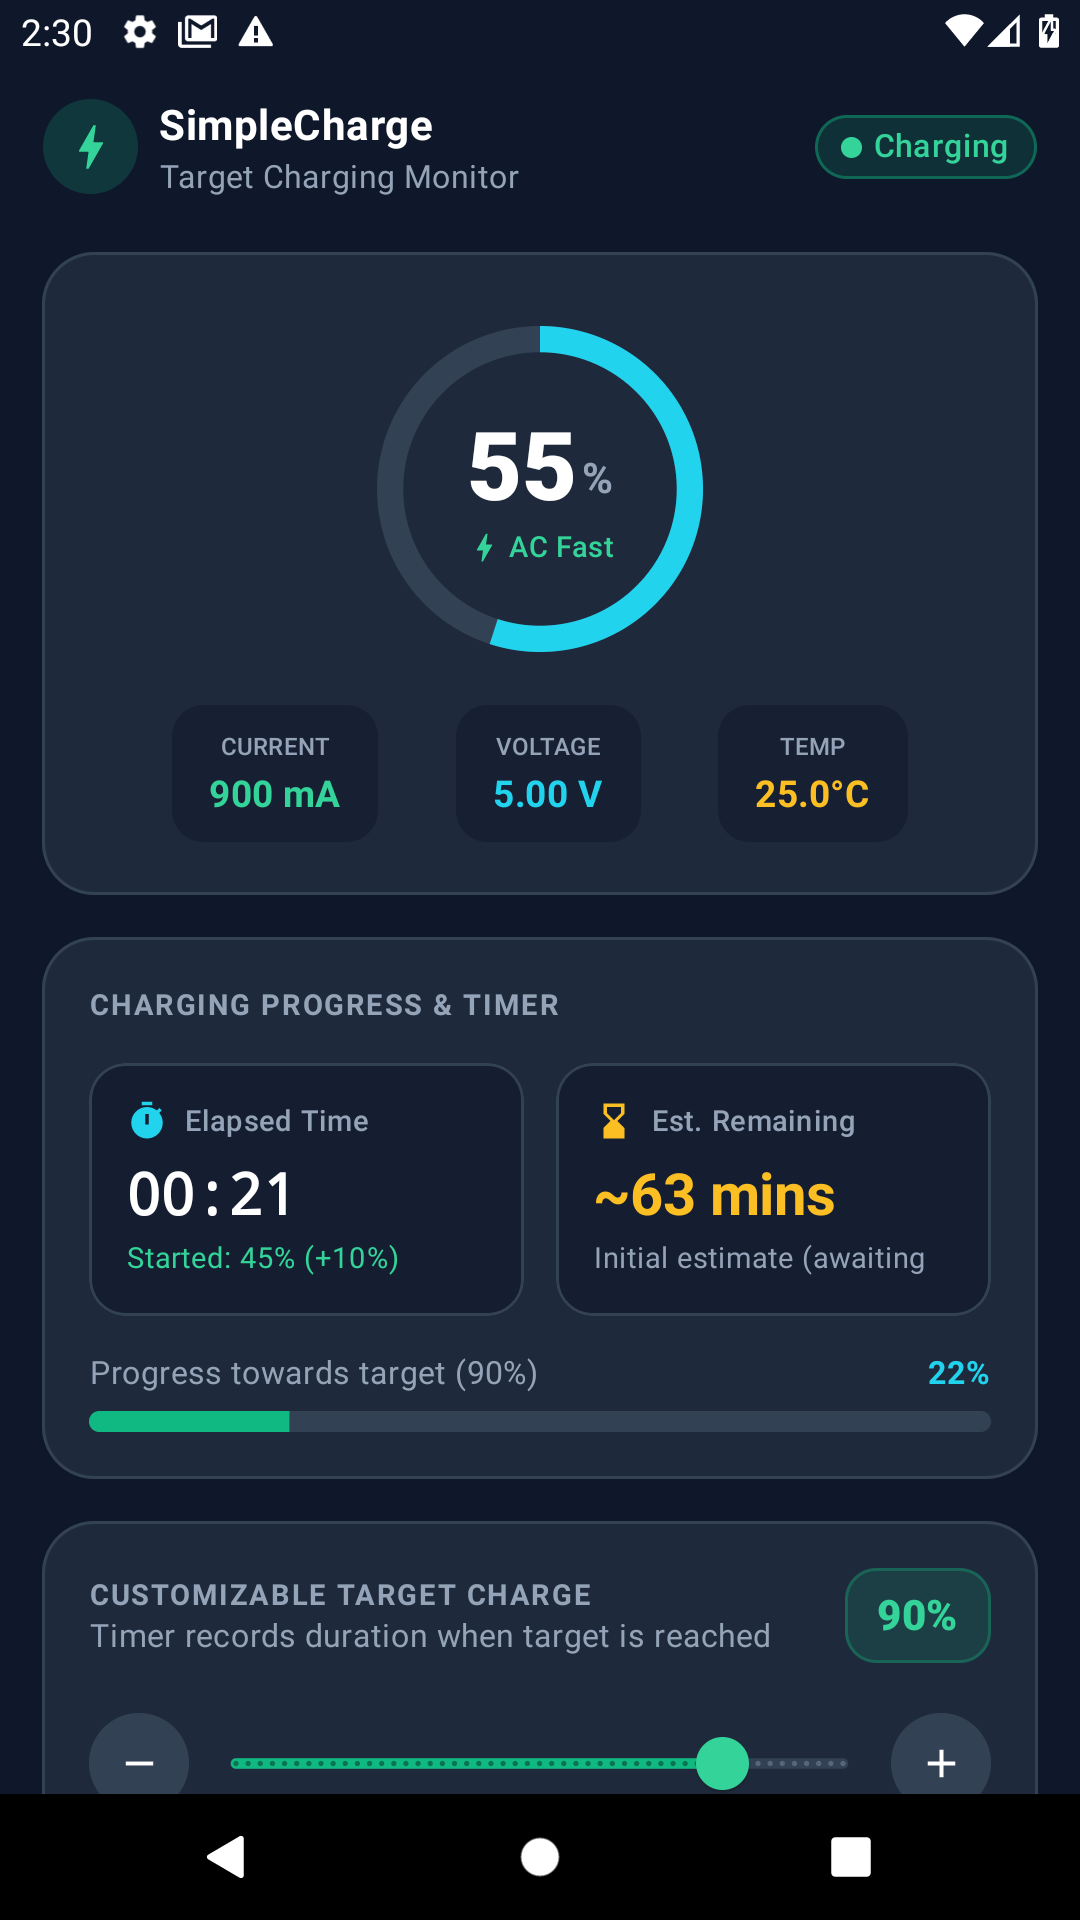 2:30
SimpleCharge
Target Charging Monitor
Charging
55%
AC Fast
CURRENT
900 mA
VOLTAGE
5.00 V
TEMP
25.0°C
CHARGING PROGRESS & TIMER
Elapsed Time
00:21
Started: 45% (+10%)
Est. Remaining
~63 mins
Initial estimate (awaiting
Progress towards target (90%)
22%
CUSTOMIZABLE TARGET CHARGE
Timer records duration when target is reached
90%